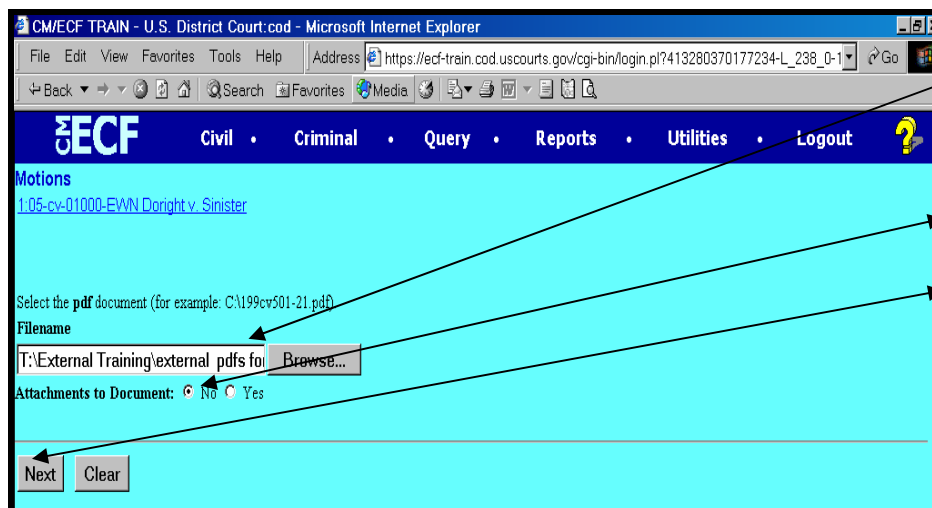 CM/ECF TRAIN - U.S. District Court:cod - Microsoft Internet Explorer
File Edit View Favorites Tools Help Address https://ecf-train.cod.uscourts.gov/cgi-bin/login.pl?413280370177234-L_238_0-1 Go
Back Search Favorites Media
CM ECF Civil • Criminal • Query • Reports • Utilities • Logout ?
Motions
1:05-cv-01000-EWN Doright v. Sinister
Select the pdf document (for example: C:\199cv501-21.pdf).
Filename
T:\External Training\external pdfs for Browse...
Attachments to Document: No Yes
Next Clear